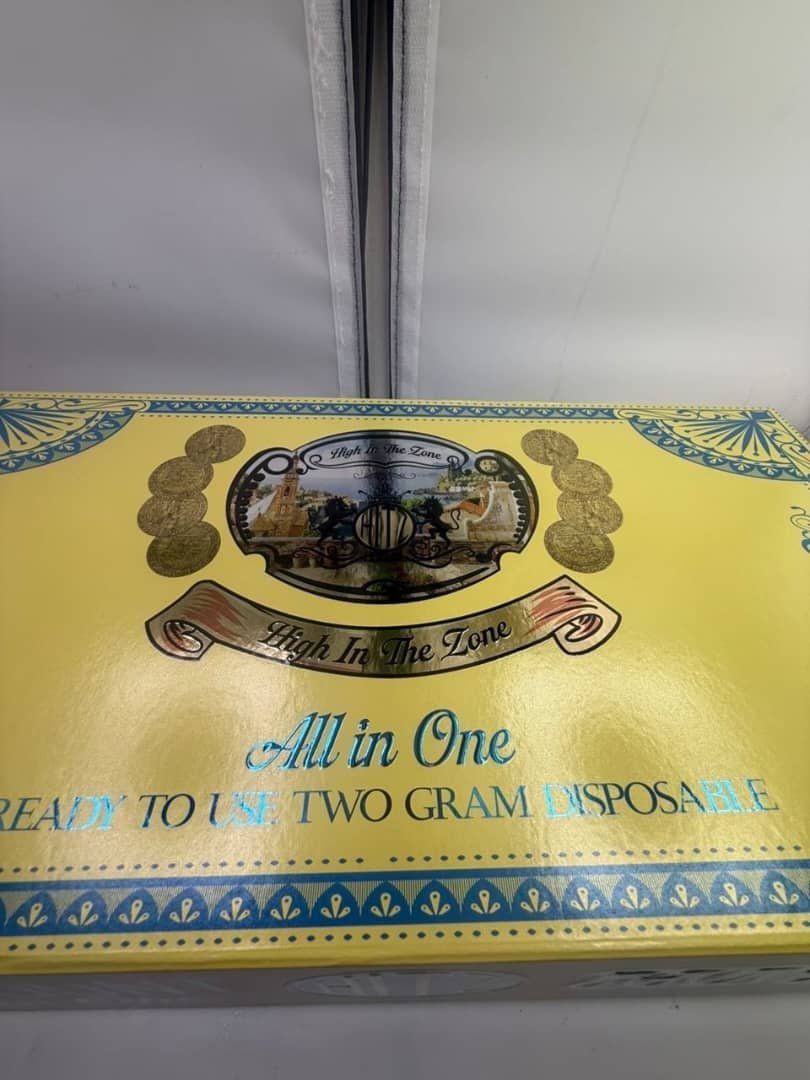 High In The Zone
HITZ
High In The Zone
All in One
READY TO USE TWO GRAM DISPOSABLE